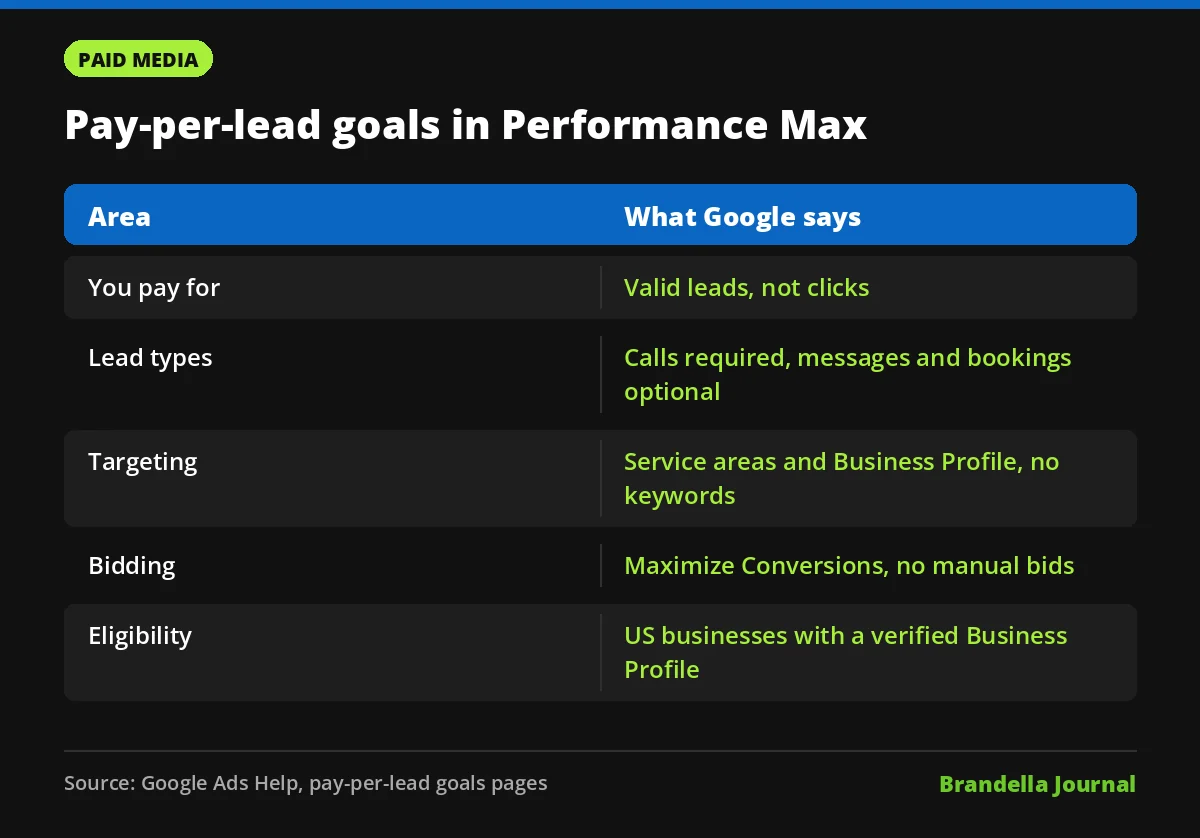 PAID MEDIA
Pay-per-lead goals in Performance Max
Area
What Google says
You pay for
Valid leads, not clicks
Lead types
Calls required, messages and bookings
optional
Targeting
Service areas and Business Profile, no
keywords
Bidding
Maximize Conversions, no manual bids
Eligibility
US businesses with a verified Business
Profile
Source: Google Ads Help, pay-per-lead goals pages
Brandella Journal